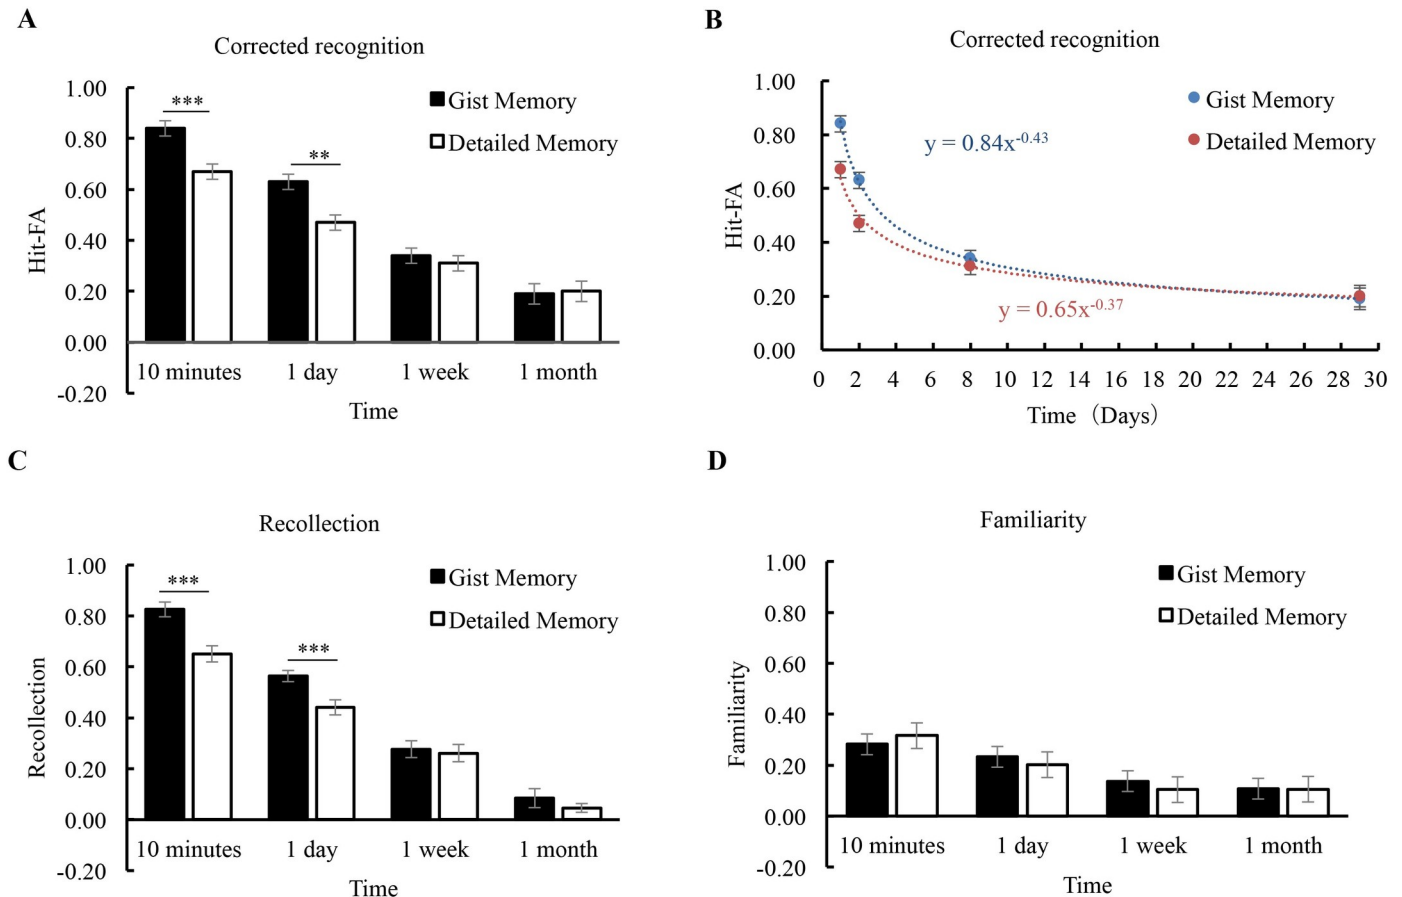 A
Corrected recognition
1.00
0.80
0.60
0.40
0.20
0.00
-0.20
Hit-FA
***
**
Gist Memory
Detailed Memory
10 minutes 1 day 1 week 1 month
Time
B
Corrected recognition
1.00
0.80
0.60
0.40
0.20
0.00
Hit-FA
Gist Memory
Detailed Memory
y = 0.84x-0.43
y = 0.65x-0.37
0 2 4 6 8 10 12 14 16 18 20 22 24 26 28 30
Time（Days）
C
Recollection
1.00
0.80
0.60
0.40
0.20
0.00
-0.20
Recollection
***
***
Gist Memory
Detailed Memory
10 minutes 1 day 1 week 1 month
Time
D
Familiarity
1.00
0.80
0.60
0.40
0.20
0.00
-0.20
Familiarity
Gist Memory
Detailed Memory
10 minutes 1 day 1 week 1 month
Time